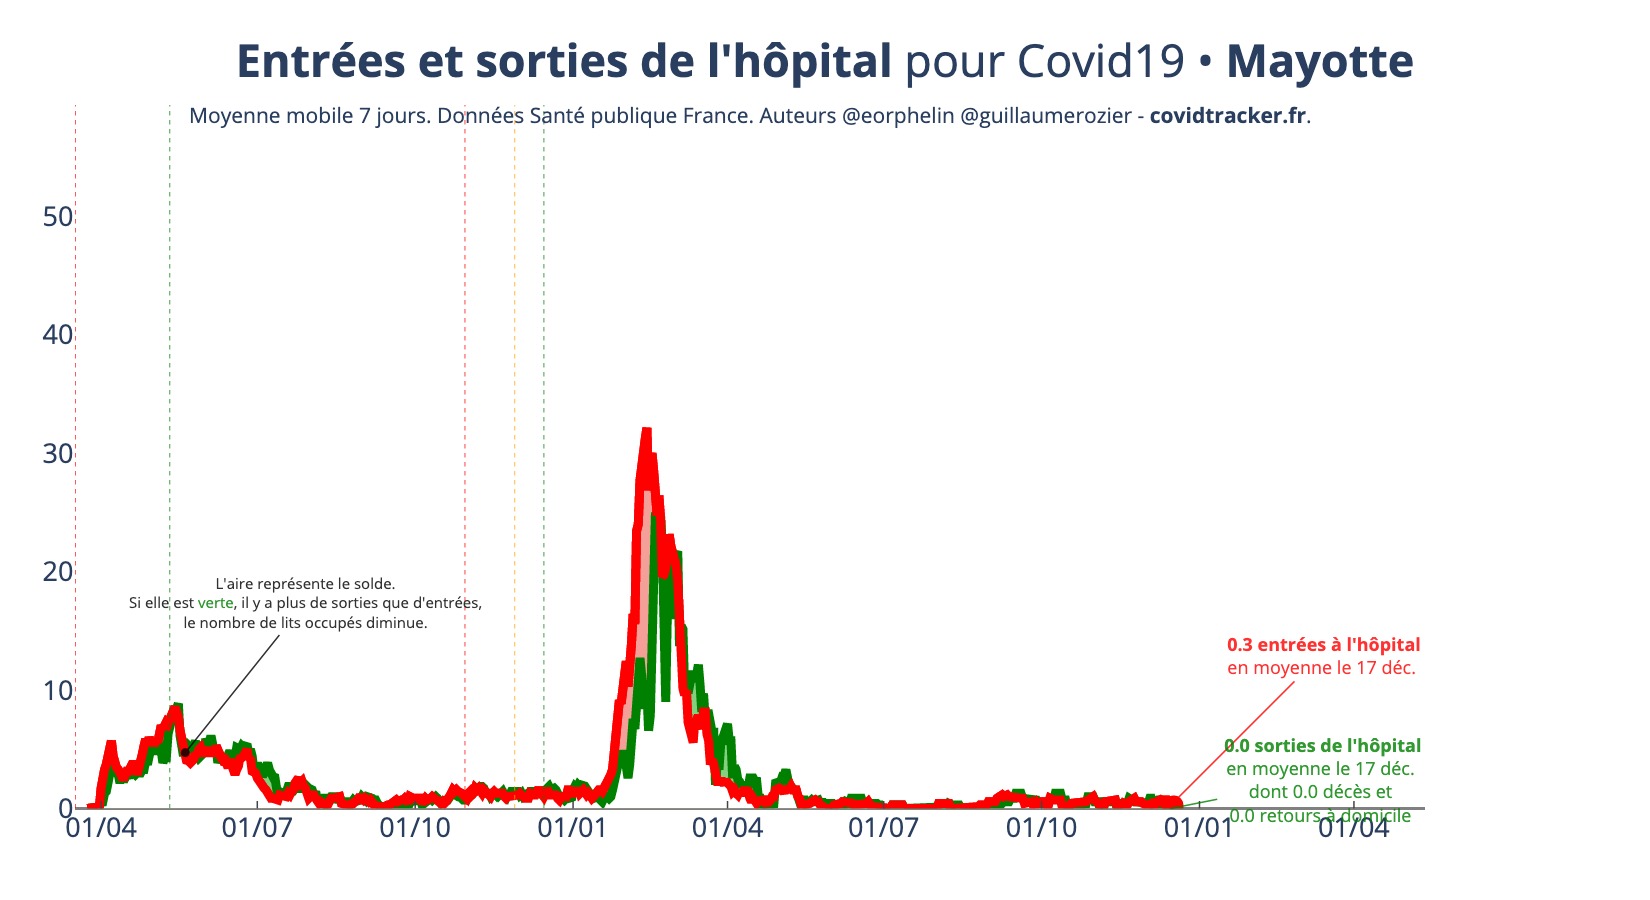 Entrées et sorties de l'hôpital pour Covid19 • Mayotte
Moyenne mobile 7 jours. Données Santé publique France. Auteurs @eorphelin @guillaumerozier - covidtracker.fr.
50
40
30
20
10
0
L'aire représente le solde.
Si elle est verte, il y a plus de sorties que d'entrées,
le nombre de lits occupés diminue.
0.3 entrées à l'hôpital
en moyenne le 17 déc.
0.0 sorties de l'hôpital
en moyenne le 17 déc.
dont 0.0 décès et
0.0 retours à domicile
01/04 01/07 01/10 01/01 01/04 01/07 01/10 01/01 01/04